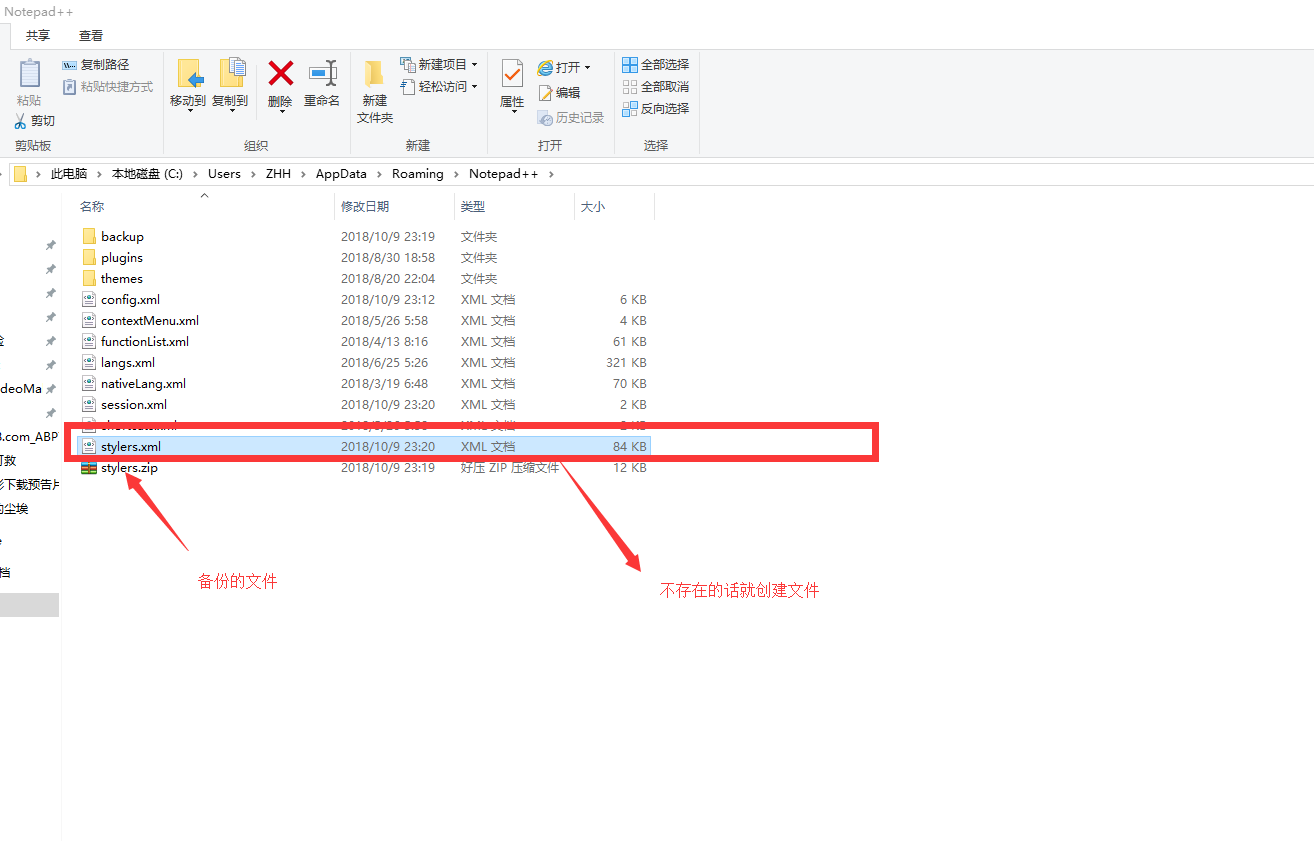 Notepad++
共享 查看
复制路径
粘贴快捷方式
粘贴
剪切
剪贴板
移动到 复制到 删除 重命名
组织
新建项目
轻松访问
新建
文件夹
新建
属性
打开
编辑
历史记录
打开
全部选择
全部取消
反向选择
选择
此电脑 本地磁盘 (C:) Users ZHH AppData Roaming Notepad++
名称 修改日期 类型 大小
backup 2018/10/9 23:19 文件夹
plugins 2018/8/30 18:58 文件夹
themes 2018/8/20 22:04 文件夹
config.xml 2018/10/9 23:12 XML 文档 6 KB
contextMenu.xml 2018/5/26 5:58 XML 文档 4 KB
functionList.xml 2018/4/13 8:16 XML 文档 61 KB
langs.xml 2018/6/25 5:26 XML 文档 321 KB
nativeLang.xml 2018/3/19 6:48 XML 文档 70 KB
session.xml 2018/10/9 23:20 XML 文档 2 KB
stylers.xml 2018/10/9 23:20 XML 文档 84 KB
stylers.zip 2018/10/9 23:19 好压 ZIP 压缩文件 12 KB
deoMa
.com_ABP
下载预告片
尘埃
备份的文件
不存在的话就创建文件